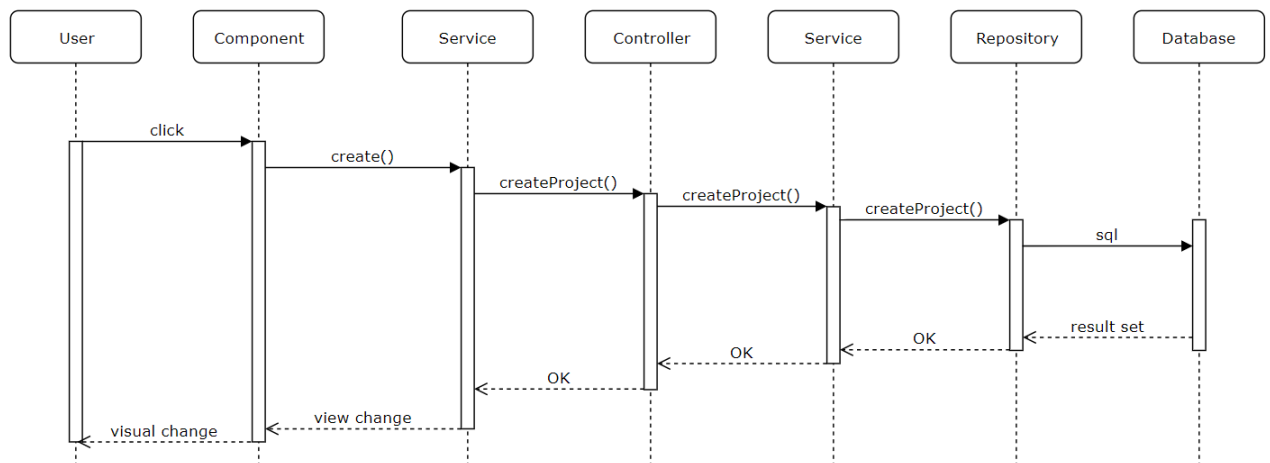 User
Component
Service
Controller
Service
Repository
Database
click
create()
createProject()
createProject()
createProject()
sql
result set
OK
OK
OK
view change
visual change